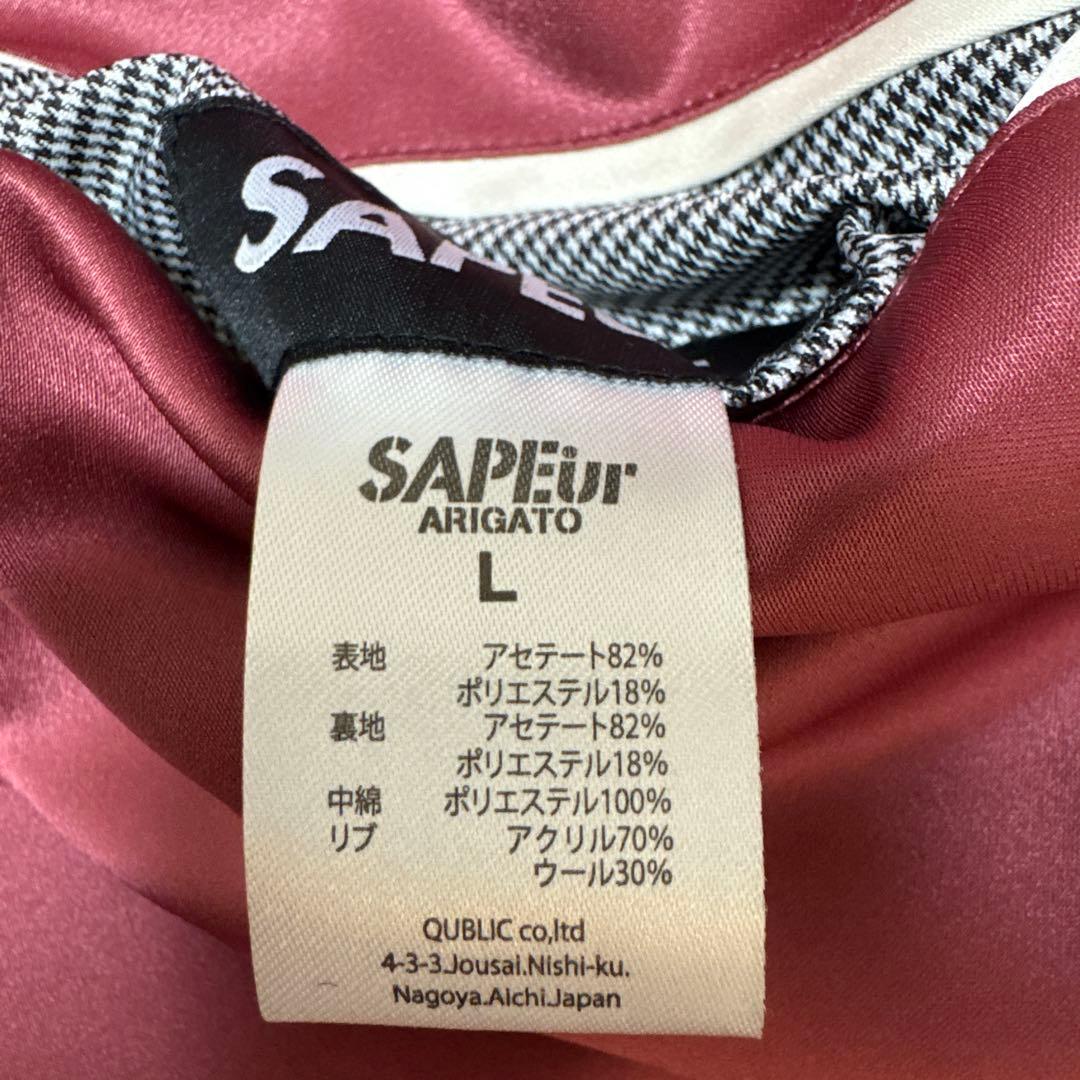 SAPE
SAPEur
ARIGATO
L
表地 アセテート82%
ポリエステル18%
裏地 アセテート82%
ポリエステル18%
中綿 ポリエステル100%
リブ アクリル70%
ウール30%
QUBLIC co,ltd
4-3-3.Jousai.Nishi-ku.
Nagoya.Aichi.Japan